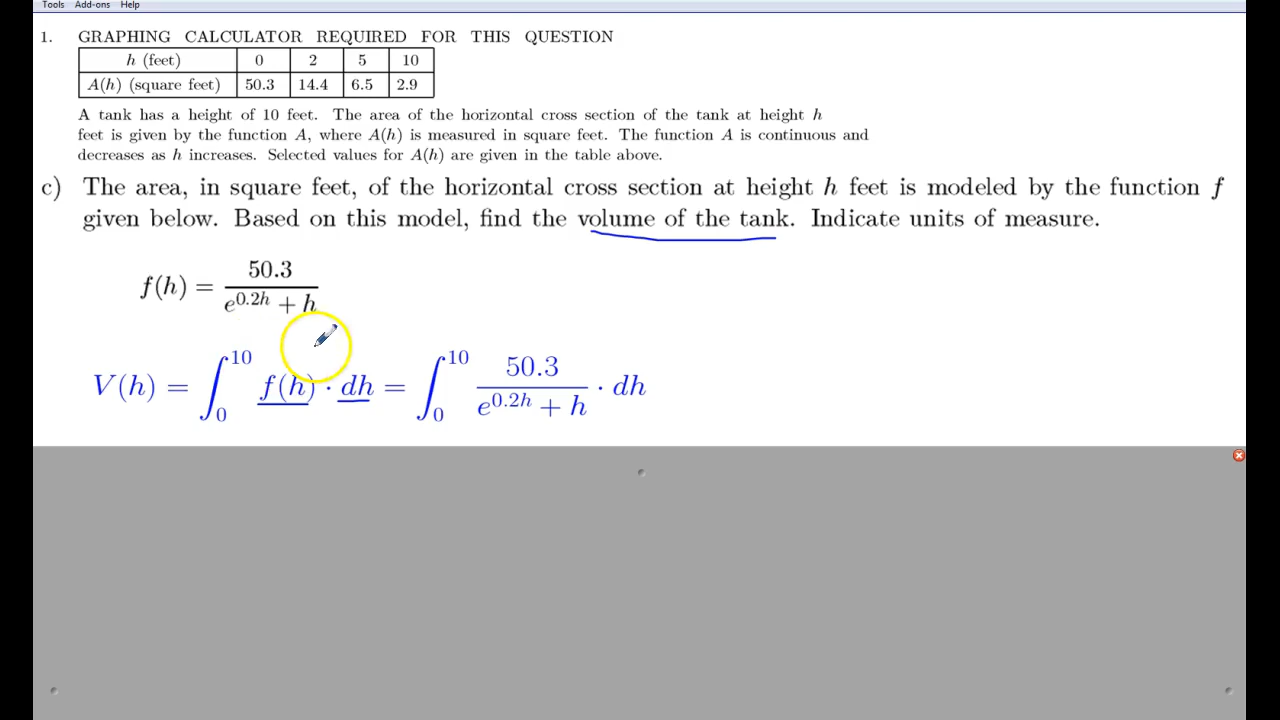 Tools Add-ons Help
1. GRAPHING CALCULATOR REQUIRED FOR THIS QUESTION
h (feet) 0 2 5 10
A(h) (square feet) 50.3 14.4 6.5 2.9
A tank has a height of 10 feet. The area of the horizontal cross section of the tank at height h
feet is given by the function A, where A(h) is measured in square feet. The function A is continuous and
decreases as h increases. Selected values for A(h) are given in the table above.
c) The area, in square feet, of the horizontal cross section at height h feet is modeled by the function f
given below. Based on this model, find the volume of the tank. Indicate units of measure.
f(h) = 50.3 / (e^{0.2h} + h)
V(h) = ∫_0^{10} f(h) · dh = ∫_0^{10} 50.3 / (e^{0.2h} + h) · dh